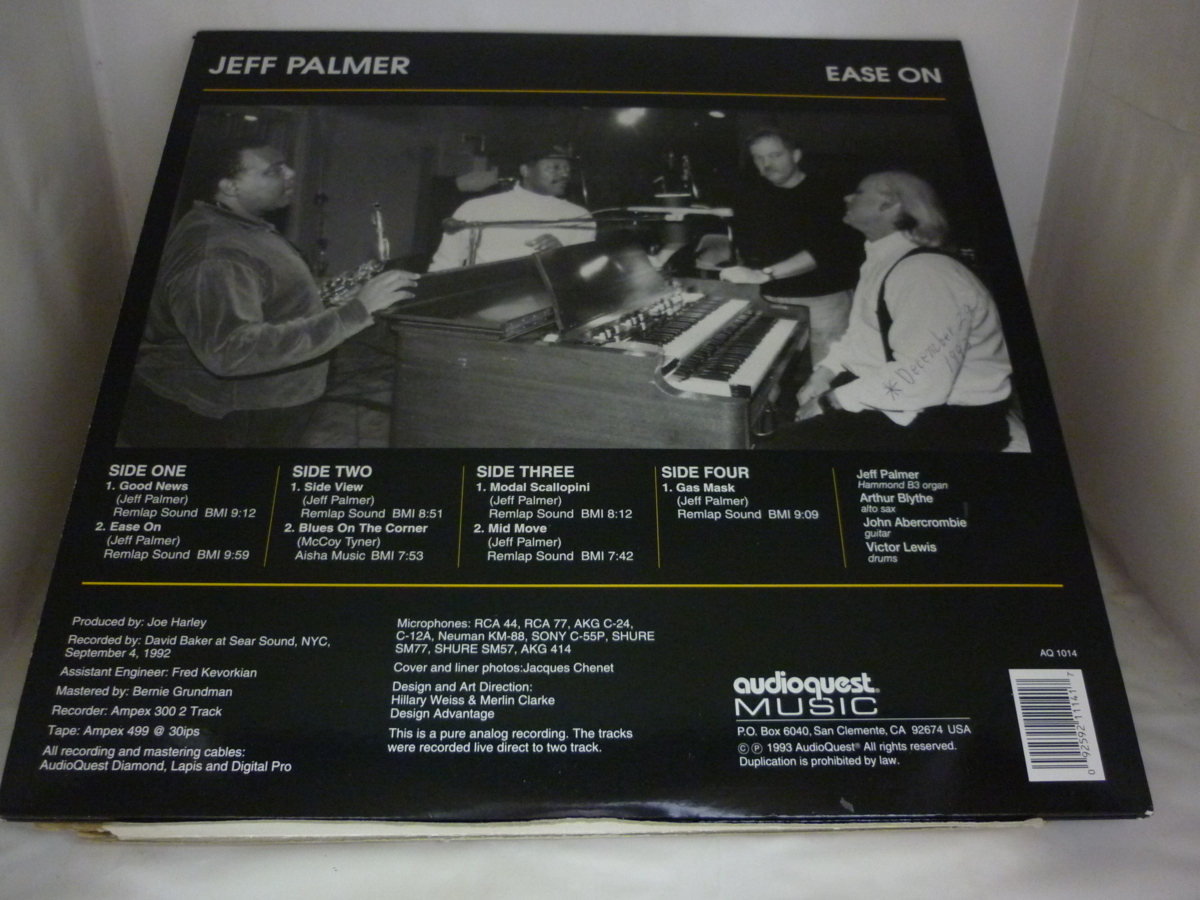 JEFF PALMER
EASE ON
* December
SIDE ONE
1. Good News
(Jeff Palmer)
Remlap Sound BMI 9:12
2. Ease On
(Jeff Palmer)
Remlap Sound BMI 9:59
SIDE TWO
1. Side View
(Jeff Palmer)
Remlap Sound BMI 8:51
2. Blues On The Corner
(McCoy Tyner)
Aisha Music BMI 7:53
SIDE THREE
1. Modal Scallopini
(Jeff Palmer)
Remlap Sound BMI 8:12
2. Mid Move
(Jeff Palmer)
Remlap Sound BMI 7:42
SIDE FOUR
1. Gas Mask
(Jeff Palmer)
Remlap Sound BMI 9:09
Jeff Palmer
Hammond B3 organ
Arthur Blythe
alto sax
John Abercrombie
guitar
Victor Lewis
drums
Produced by: Joe Harley
Recorded by: David Baker at Sear Sound, NYC,
September 4, 1992
Assistant Engineer: Fred Kevorkian
Mastered by: Bernie Grundman
Recorder: Ampex 300 2 Track
Tape: Ampex 499 @ 30ips
All recording and mastering cables:
AudioQuest Diamond, Lapis and Digital Pro
Microphones: RCA 44, RCA 77, AKG C-24,
C-12A, Neuman KM-88, SONY C-55P, SHURE
SM77, SHURE SM57, AKG 414
Cover and liner photos:Jacques Chenet
Design and Art Direction:
Hillary Weiss & Merlin Clarke
Design Advantage
This is a pure analog recording. The tracks
were recorded live direct to two track.
audioquest®
MUSIC
P.O. Box 6040, San Clemente, CA 92674 USA
© ℗ 1993 AudioQuest® All rights reserved.
Duplication is prohibited by law.
AQ 1014
0 92592 11141 7